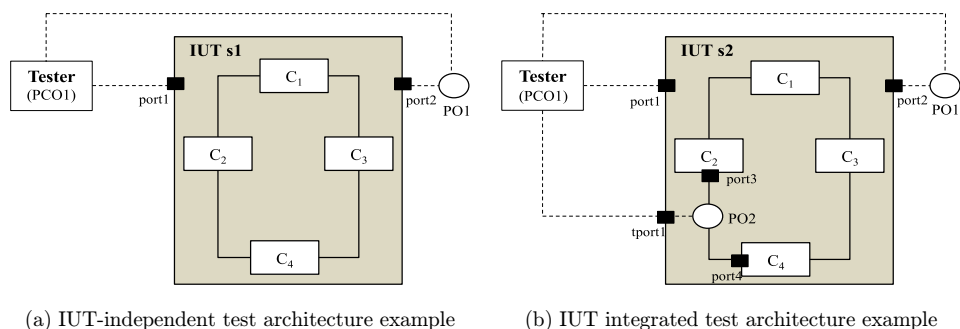 IUT s1
Tester
(PCO1)
port1
port2
PO1
C1
C2
C3
C4
(a) IUT-independent test architecture example
IUT s2
Tester
(PCO1)
port1
port2
PO1
C1
C2
C3
port3
tport1
PO2
C4
port4
(b) IUT integrated test architecture example